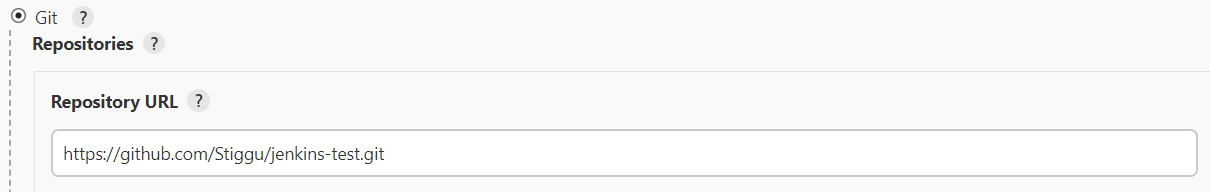 Git ?
Repositories ?
Repository URL ?
https://github.com/Stiggu/jenkins-test.git